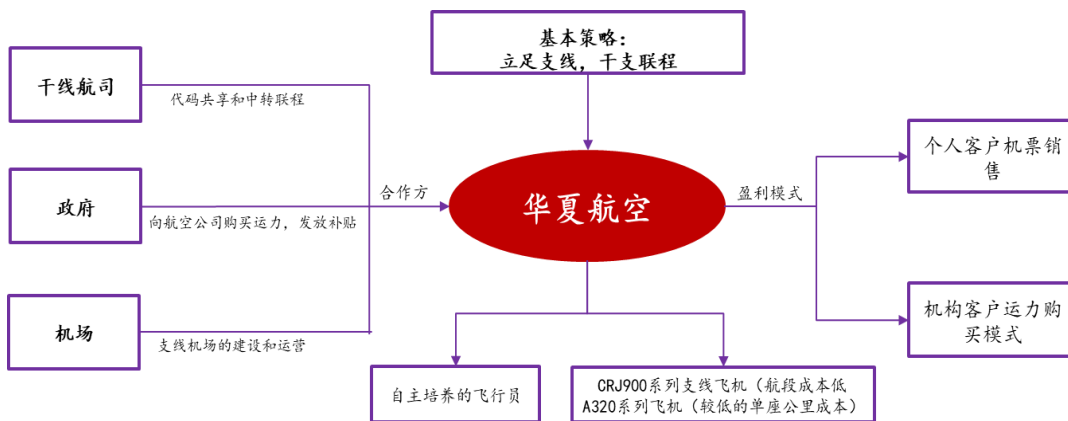 基本策略：
立足支线，干支联程
干线航司
代码共享和中转联程
政府
向航空公司购买运力，发放补贴
机场
支线机场的建设和运营
合作方
华夏航空
盈利模式
个人客户机票销
售
机构客户运力购
买模式
自主培养的飞行员
CRJ900系列支线飞机（航段成本低
A320系列飞机（较低的单座公里成本）